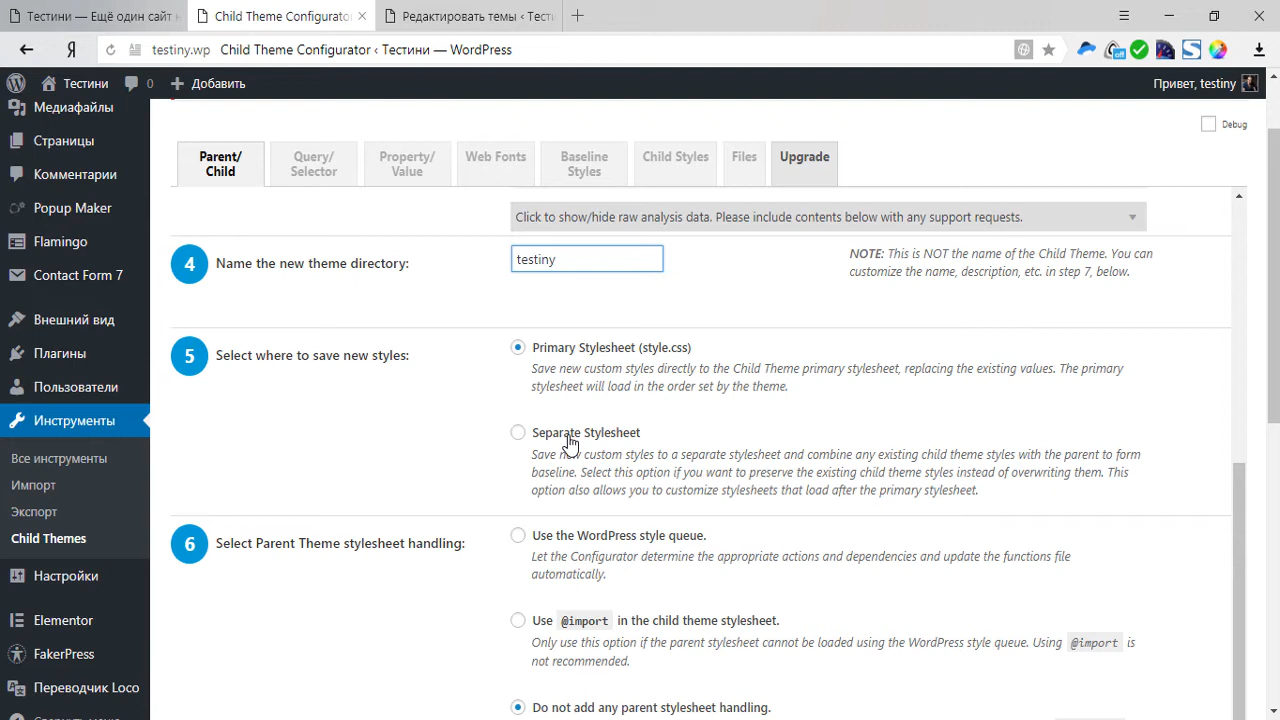 Тестини — Ещё один сайт
Child Theme Configurator
Редактировать темы ‹ Тест
Я
testiny.wp
Child Theme Configurator ‹ Тестини — WordPress
off
S
Тестини
0
Добавить
Привет, testiny
Медиафайлы
Страницы
Комментарии
Popup Maker
Flamingo
Contact Form 7
Внешний вид
Плагины
Пользователи
Инструменты
Все инструменты
Импорт
Экспорт
Child Themes
Настройки
Elementor
FakerPress
Переводчик Loco
Debug
Parent/
Child
Query/
Selector
Property/
Value
Web Fonts
Baseline
Styles
Child Styles
Files
Upgrade
Click to show/hide raw analysis data. Please include contents below with any support requests.
4
Name the new theme directory:
testiny
NOTE: This is NOT the name of the Child Theme. You can
customize the name, description, etc. in step 7, below.
5
Select where to save new styles:
Primary Stylesheet (style.css)
Save new custom styles directly to the Child Theme primary stylesheet, replacing the existing values. The primary
stylesheet will load in the order set by the theme.
Separate Stylesheet
Save new custom styles to a separate stylesheet and combine any existing child theme styles with the parent to form
baseline. Select this option if you want to preserve the existing child theme styles instead of overwriting them. This
option also allows you to customize stylesheets that load after the primary stylesheet.
6
Select Parent Theme stylesheet handling:
Use the WordPress style queue.
Let the Configurator determine the appropriate actions and dependencies and update the functions file
automatically.
Use @import in the child theme stylesheet.
Only use this option if the parent stylesheet cannot be loaded using the WordPress style queue. Using @import is
not recommended.
Do not add any parent stylesheet handling.